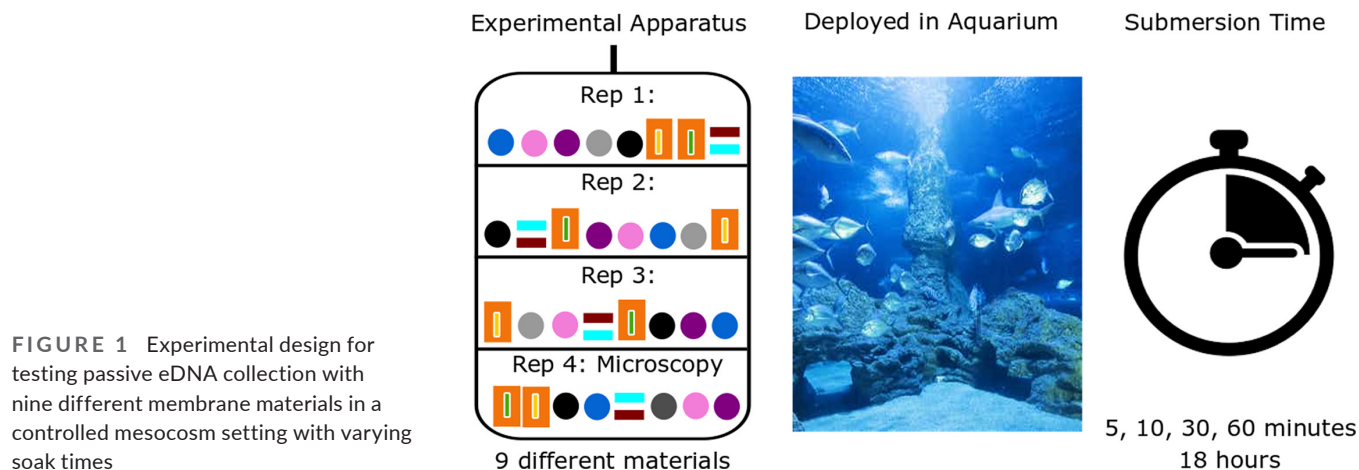 Experimental Apparatus
Rep 1:
Rep 2:
Rep 3:
Rep 4: Microscopy
9 different materials
Deployed in Aquarium
Submersion Time
5, 10, 30, 60 minutes
18 hours
FIGURE 1 Experimental design for
testing passive eDNA collection with
nine different membrane materials in a
controlled mesocosm setting with varying
soak times